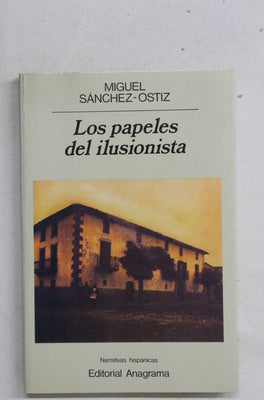 MIGUEL
SÁNCHEZ-OSTIZ
Los papeles
del ilusionista
Narrativas hispánicas
Editorial Anagrama